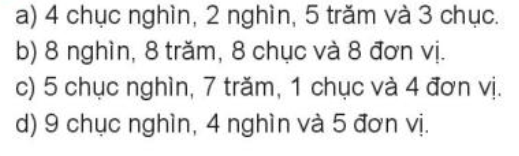 a) 4 chục nghìn, 2 nghìn, 5 trăm và 3 chục.
b) 8 nghìn, 8 trăm, 8 chục và 8 đơn vị.
c) 5 chục nghìn, 7 trăm, 1 chục và 4 đơn vị.
d) 9 chục nghìn, 4 nghìn và 5 đơn vị.